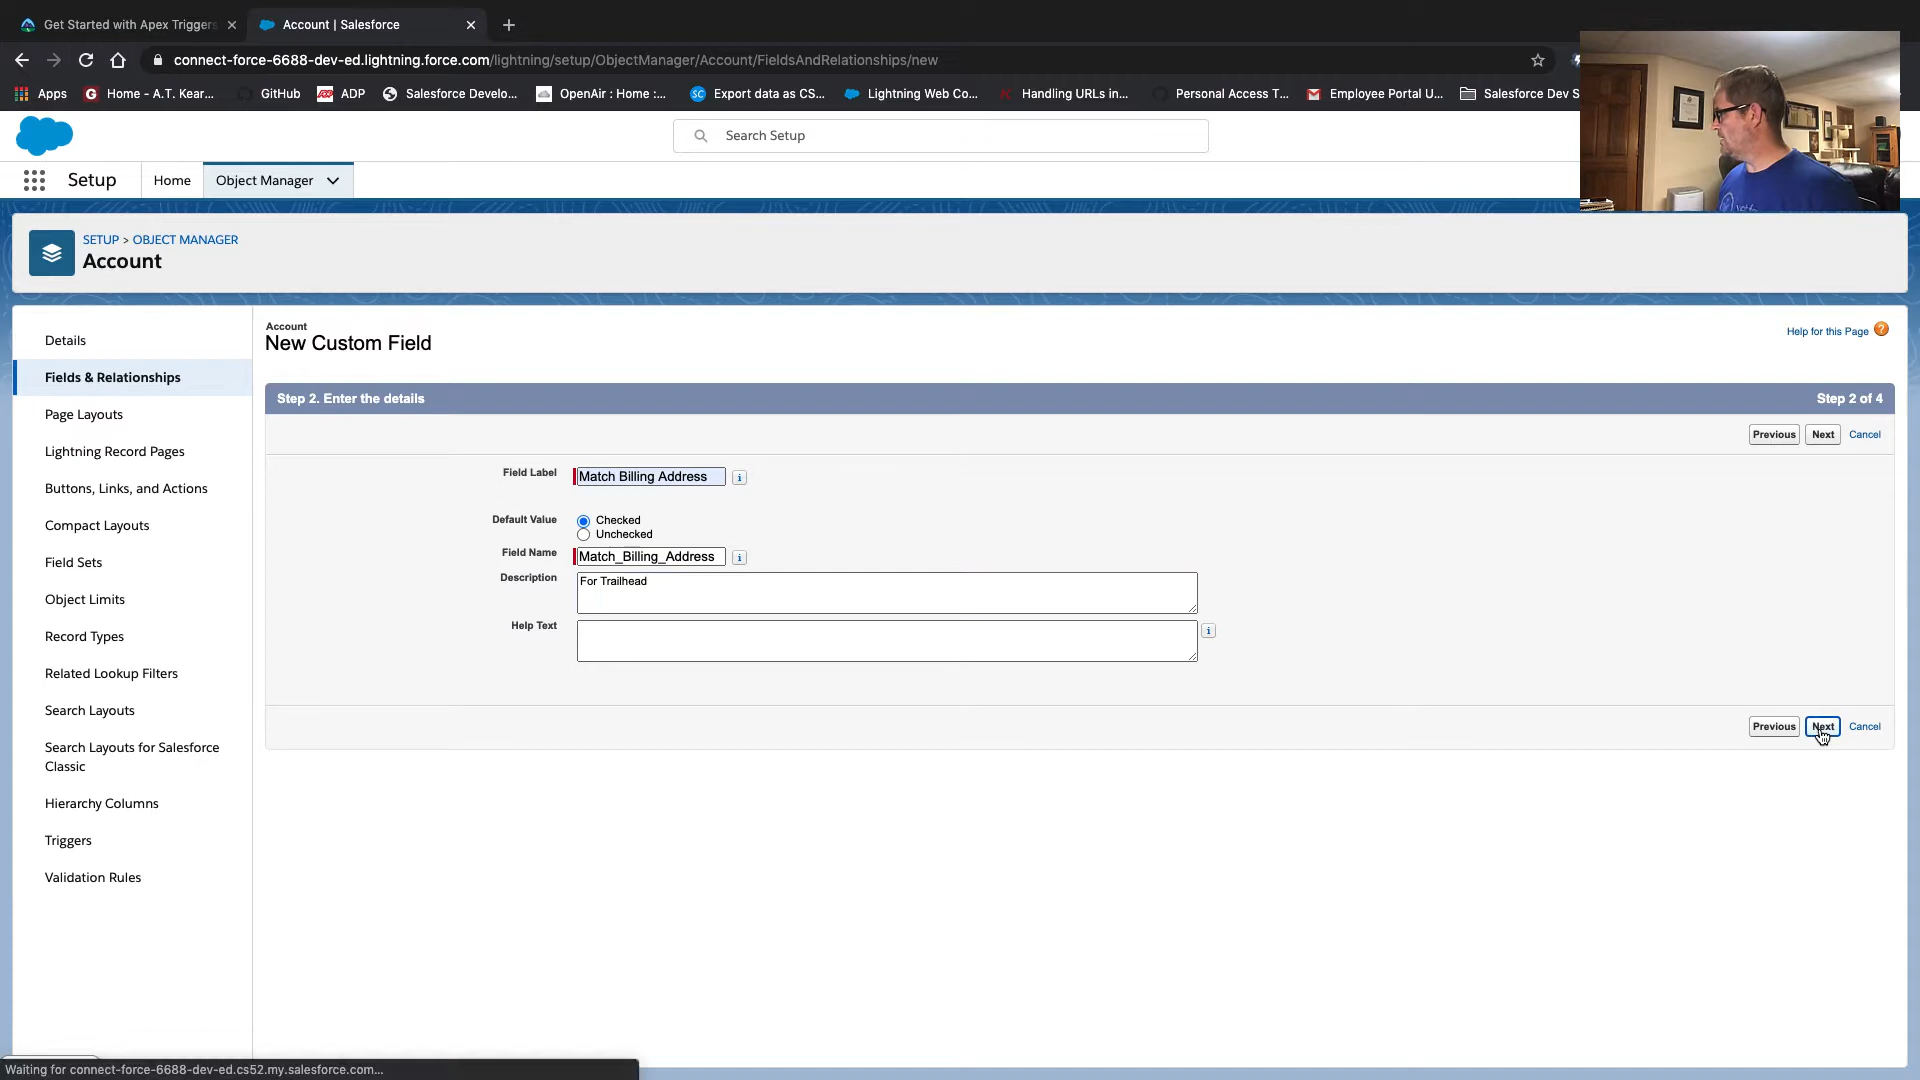 Get Started with Apex Triggers
Account | Salesforce
connect-force-6688-dev-ed.lightning.force.com/lightning/setup/ObjectManager/Account/FieldsAndRelationships/new
Apps
Home - A.T. Kear...
GitHub
ADP
Salesforce Develo...
OpenAir : Home :...
Export data as CS...
Lightning Web Co...
Handling URLs in...
Personal Access T...
Employee Portal U...
Salesforce Dev S
Search Setup
Setup
Home
Object Manager
SETUP > OBJECT MANAGER
Account
Details
Fields & Relationships
Page Layouts
Lightning Record Pages
Buttons, Links, and Actions
Compact Layouts
Field Sets
Object Limits
Record Types
Related Lookup Filters
Search Layouts
Search Layouts for Salesforce
Classic
Hierarchy Columns
Triggers
Validation Rules
Account
New Custom Field
Help for this Page ?
Step 2. Enter the details
Step 2 of 4
Previous Next Cancel
Field Label Match Billing Address i
Default Value Checked
Unchecked
Field Name Match_Billing_Address i
Description For Trailhead
Help Text i
Previous Next Cancel
Waiting for connect-force-6688-dev-ed.cs52.my.salesforce.com...